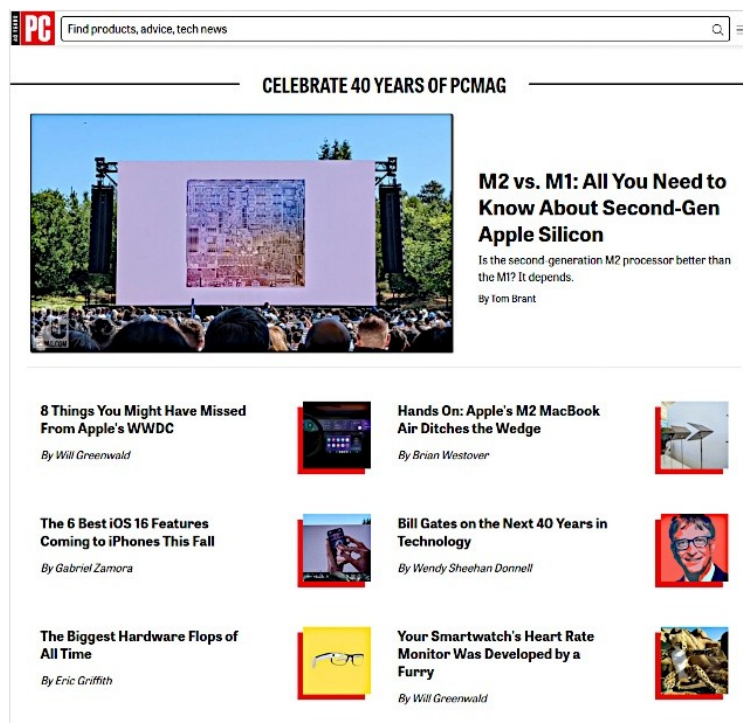 PC
Find products, advice, tech news
CELEBRATE 40 YEARS OF PCMAG
M2 vs. M1: All You Need to
Know About Second-Gen
Apple Silicon
Is the second-generation M2 processor better than
the M1? It depends.
By Tom Brant
8 Things You Might Have Missed
From Apple's WWDC
By Will Greenwald
Hands On: Apple's M2 MacBook
Air Ditches the Wedge
By Brian Westover
The 6 Best iOS 16 Features
Coming to iPhones This Fall
By Gabriel Zamora
Bill Gates on the Next 40 Years in
Technology
By Wendy Sheehan Donnell
The Biggest Hardware Flops of
All Time
By Eric Griffith
Your Smartwatch's Heart Rate
Monitor Was Developed by a
Furry
By Will Greenwald